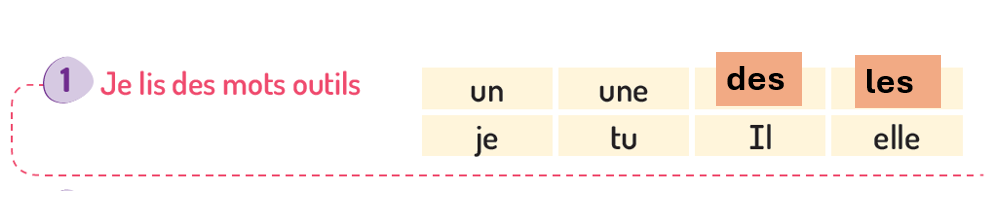 1 Je lis des mots outils
un une des les
je tu Il elle